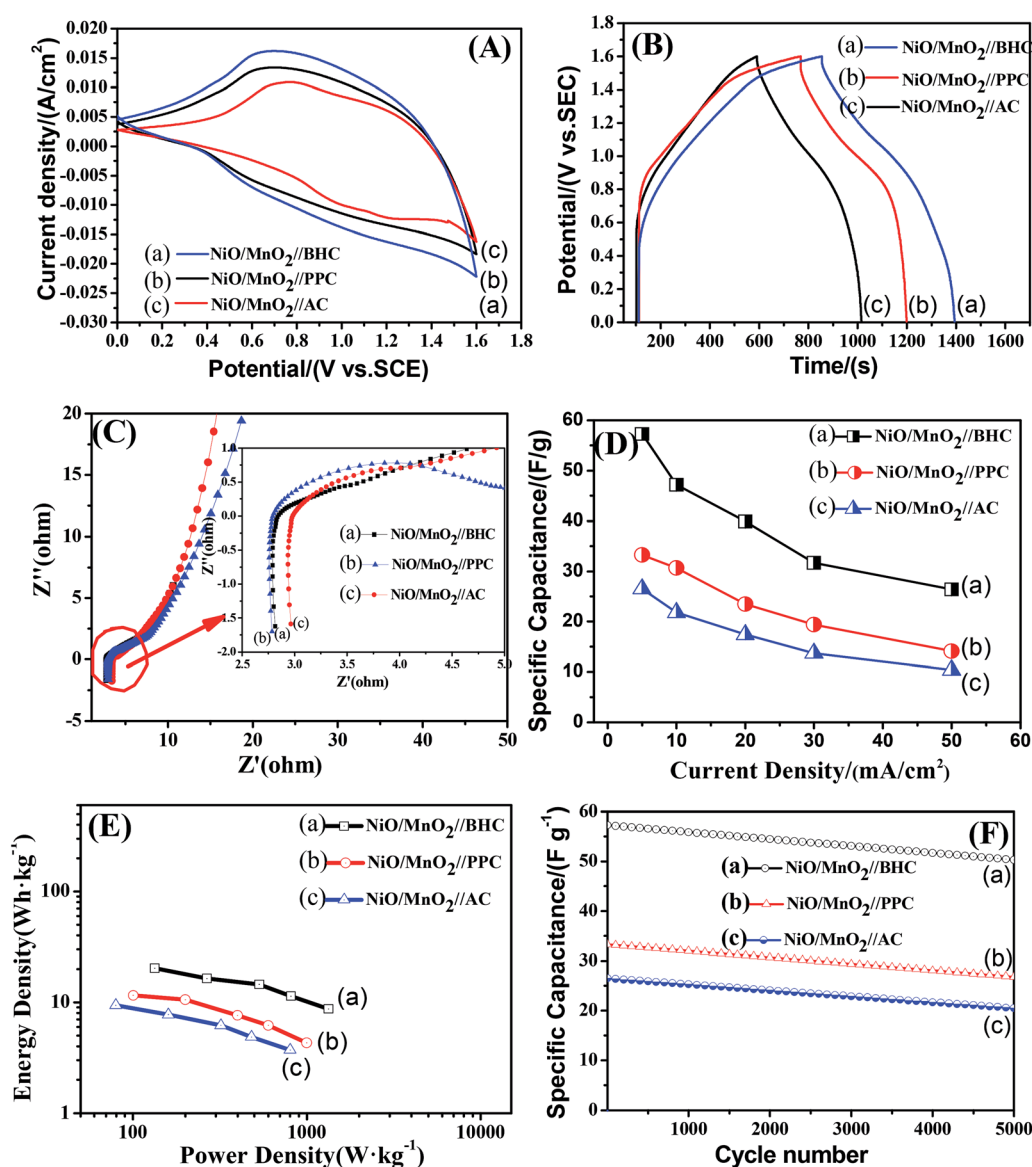 (A)
Current density/(A/cm²)
0.020
0.015
0.010
0.005
0.000
-0.005
-0.010
-0.015
-0.020
-0.025
-0.030
(a) NiO/MnO₂//BHC
(b) NiO/MnO₂//PPC
(c) NiO/MnO₂//AC
(c)
(b)
(a)
0.0 0.2 0.4 0.6 0.8 1.0 1.2 1.4 1.6 1.8
Potential/(V vs.SCE)
(B)
Potential/(V vs.SEC)
1.8
1.6
1.4
1.2
1.0
0.8
0.6
0.4
0.2
0.0
(a) NiO/MnO₂//BHC
(b) NiO/MnO₂//PPC
(c) NiO/MnO₂//AC
(c) (b) (a)
200 400 600 800 1000 1200 1400 1600
Time/(s)
(C)
Z''(ohm)
20
15
10
5
0
-5
10 20 30 40 50
Z'(ohm)
Z''(ohm)
1.0
0.5
0.0
-0.5
-1.0
-1.5
-2.0
(a) NiO/MnO₂//BHC
(b) NiO/MnO₂//PPC
(c) NiO/MnO₂//AC
(b) (a) (c)
2.5 3.0 3.5 4.0 4.5 5.0
Z'(ohm)
(D)
Specific Capacitance/(F/g)
60
50
40
30
20
10
0
(a) NiO/MnO₂//BHC
(b) NiO/MnO₂//PPC
(c) NiO/MnO₂//AC
(a)
(b)
(c)
0 10 20 30 40 50 60
Current Density/(mA/cm²)
(E)
Energy Density(Wh·kg⁻¹)
100
10
1
(a) NiO/MnO₂//BHC
(b) NiO/MnO₂//PPC
(c) NiO/MnO₂//AC
(a)
(b)
(c)
100 1000 10000
Power Density(W·kg⁻¹)
(F)
Specific Capacitance/(F g⁻¹)
60
50
40
30
20
10
0
(a) NiO/MnO₂//BHC
(b) NiO/MnO₂//PPC
(c) NiO/MnO₂//AC
(a)
(b)
(c)
1000 2000 3000 4000 5000
Cycle number